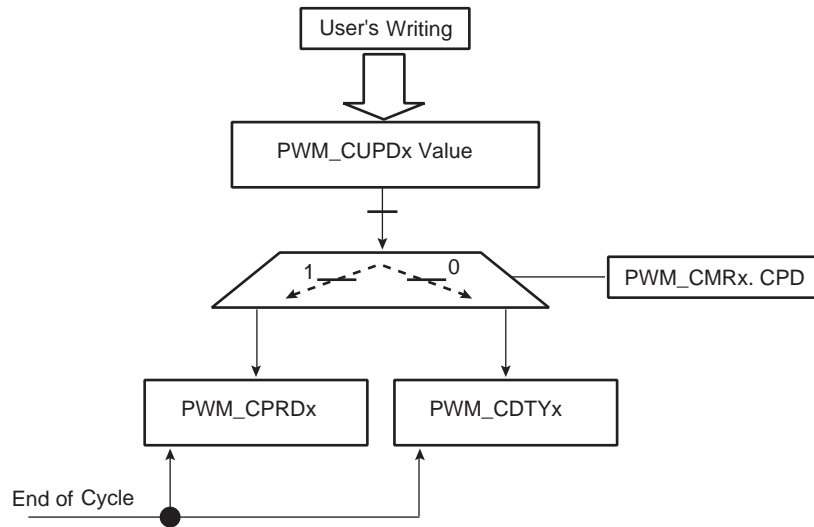 User's Writing
PWM_CUPDx Value
1
0
PWM_CMRx. CPD
PWM_CPRDx
PWM_CDTYx
End of Cycle